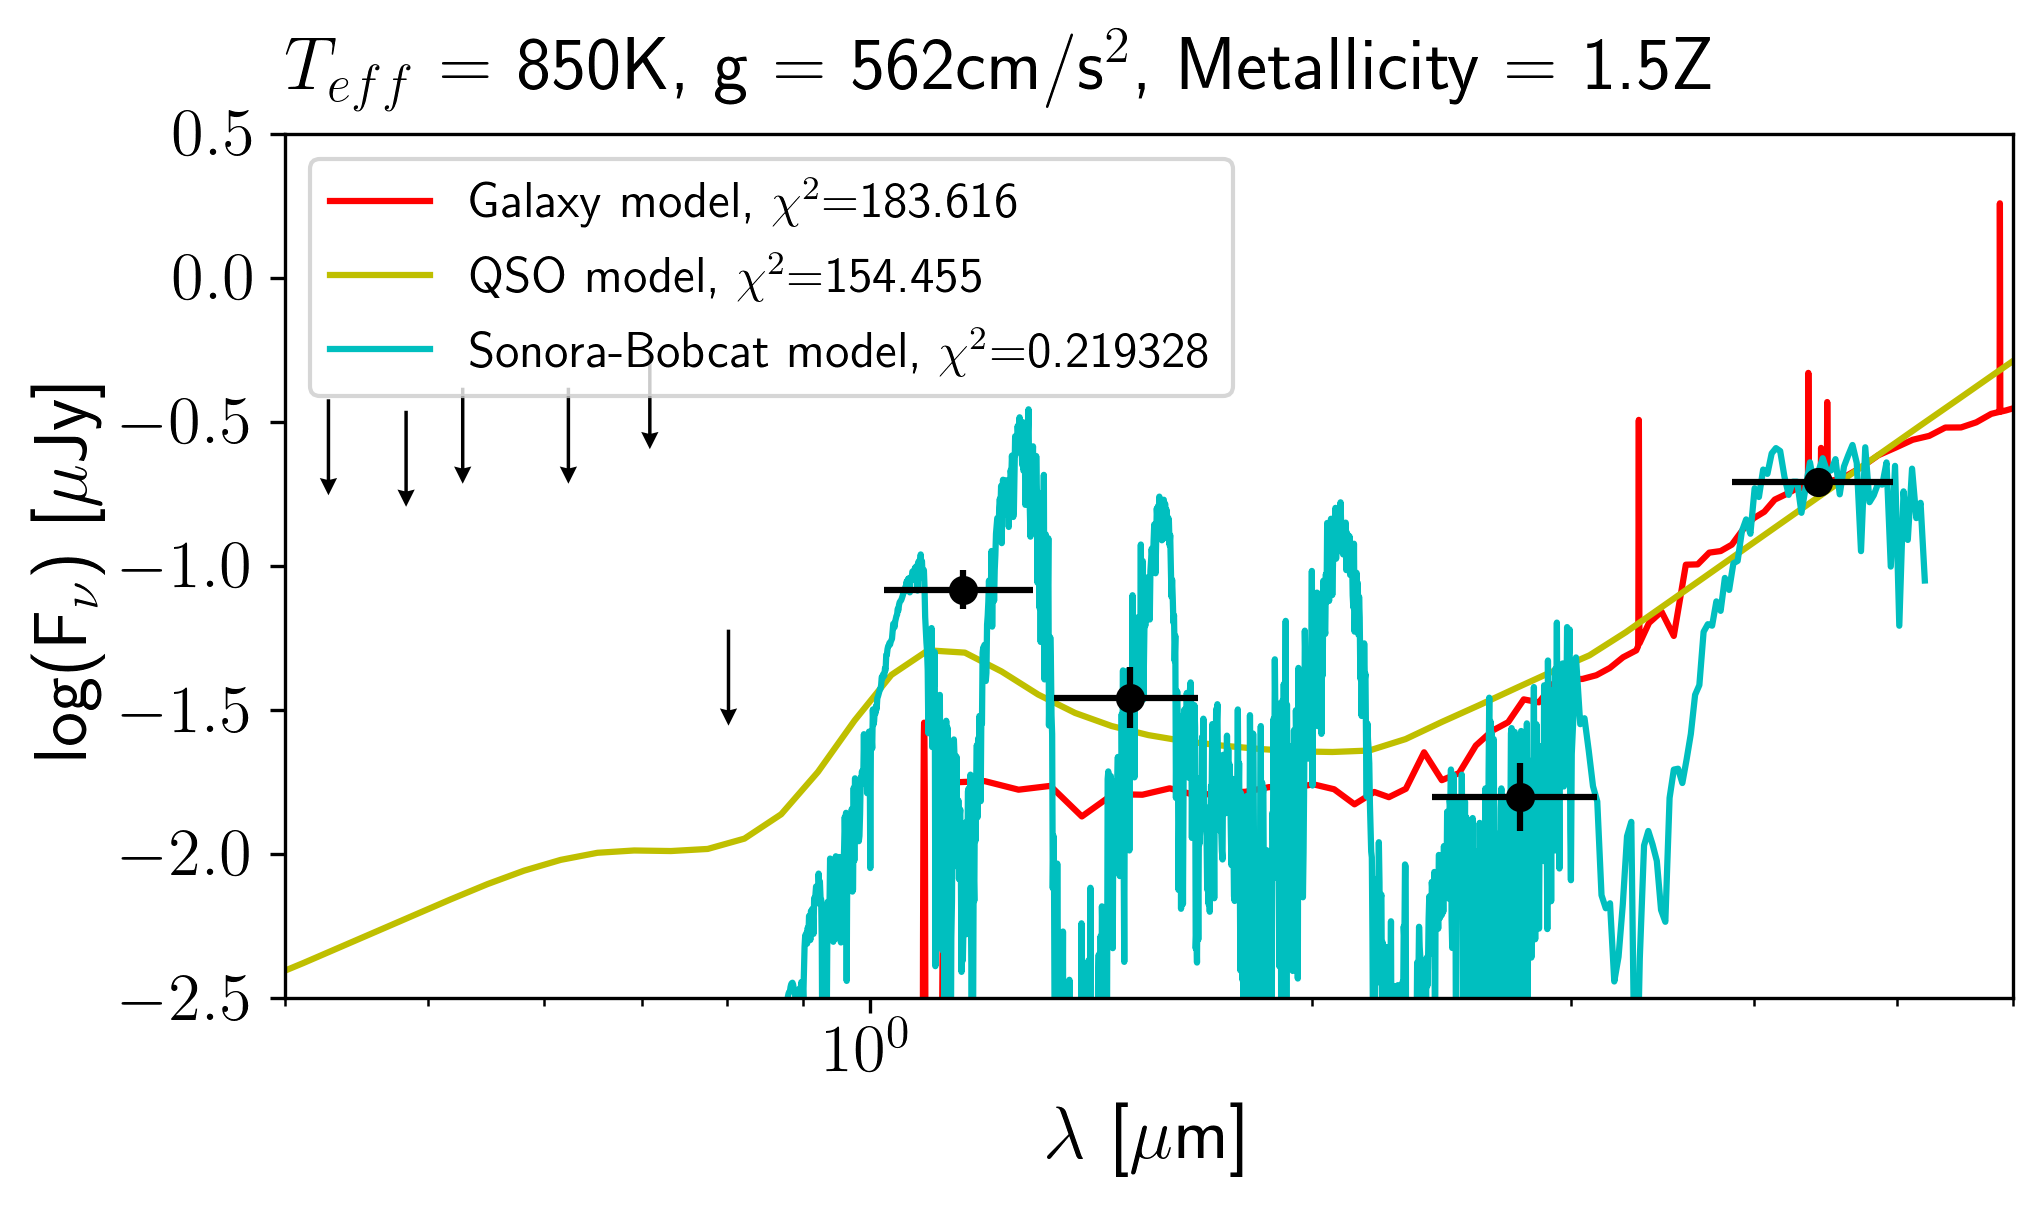 T_eff = 850K, g = 562cm/s², Metallicity = 1.5Z
0.5
0.0
−0.5
−1.0
−1.5
−2.0
−2.5
log(Fν) [μJy]
Galaxy model, χ²=183.616
QSO model, χ²=154.455
Sonora-Bobcat model, χ²=0.219328
10⁰
λ [μm]